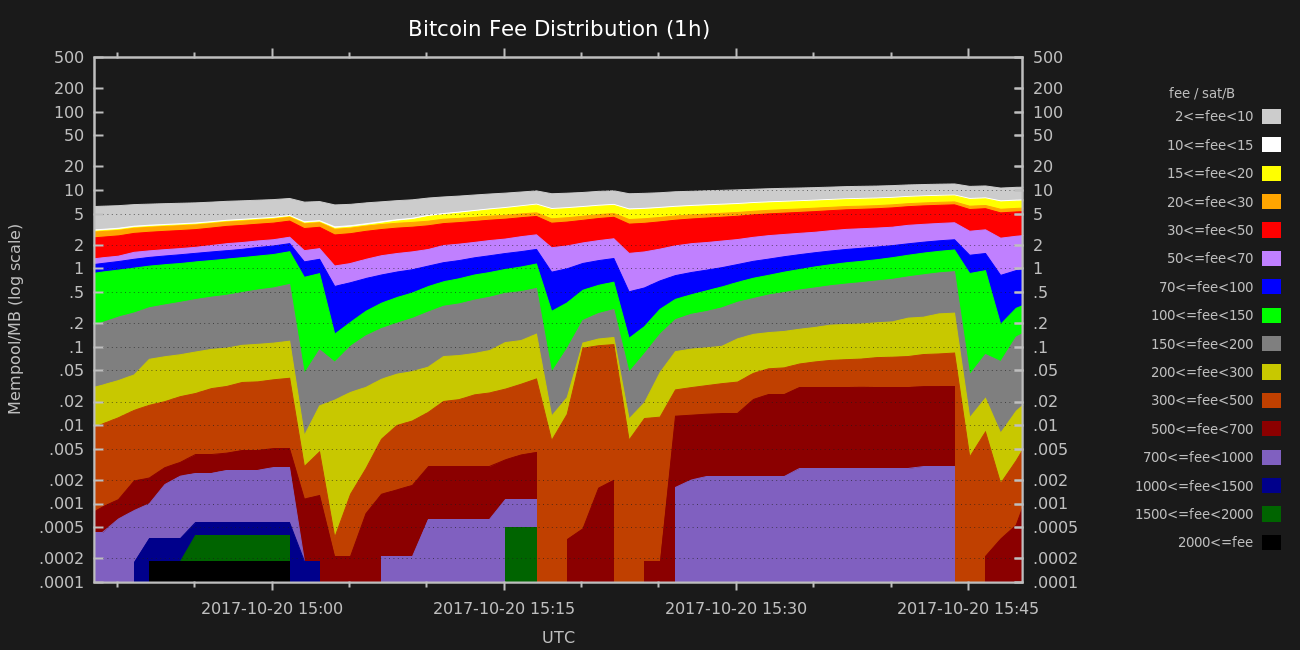 Bitcoin Fee Distribution (1h)
Mempool/MB (log scale)
500
200
100
50
20
10
5
2
1
.5
.2
.1
.05
.02
.01
.005
.002
.001
.0005
.0002
.0001
500
200
100
50
20
10
5
2
1
.5
.2
.1
.05
.02
.01
.005
.002
.001
.0005
.0002
.0001
2017-10-20 15:00
2017-10-20 15:15
2017-10-20 15:30
2017-10-20 15:45
UTC
fee / sat/B
2<=fee<10
10<=fee<15
15<=fee<20
20<=fee<30
30<=fee<50
50<=fee<70
70<=fee<100
100<=fee<150
150<=fee<200
200<=fee<300
300<=fee<500
500<=fee<700
700<=fee<1000
1000<=fee<1500
1500<=fee<2000
2000<=fee